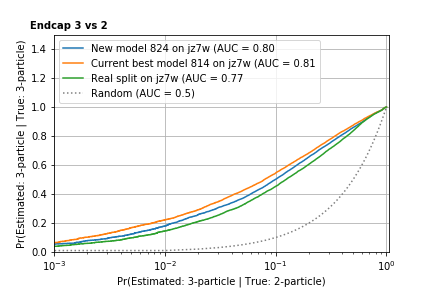 Endcap 3 vs 2
Pr(Estimated: 3-particle | True: 3-particle)
1.4
1.2
1.0
0.8
0.6
0.4
0.2
0.0
New model 824 on jz7w (AUC = 0.80
Current best model 814 on jz7w (AUC = 0.81
Real split on jz7w (AUC = 0.77
Random (AUC = 0.5)
10⁻³
10⁻²
10⁻¹
10⁰
Pr(Estimated: 3-particle | True: 2-particle)